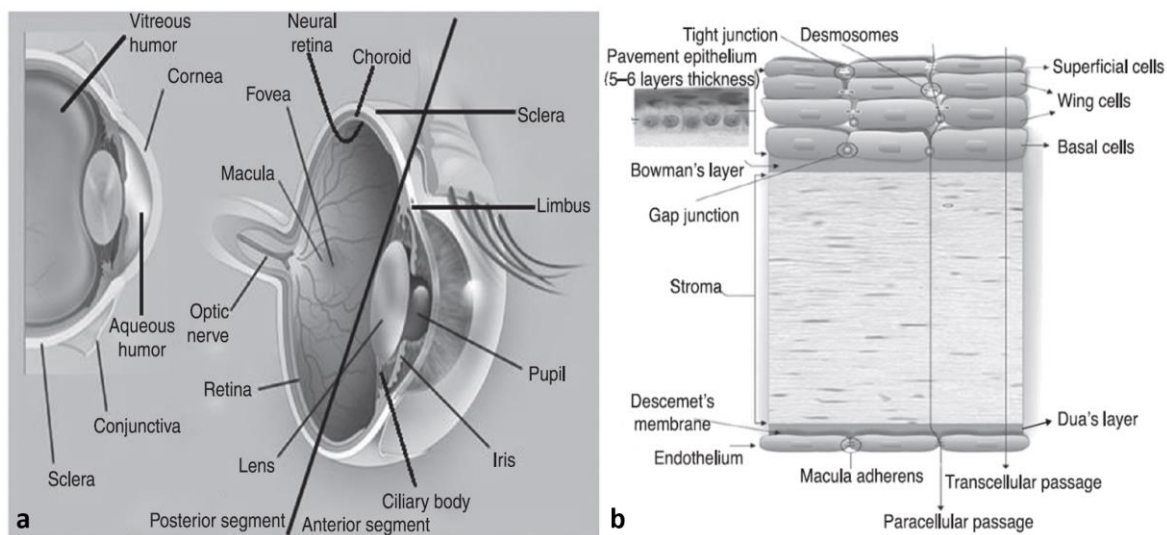 Vitreous
humor
Cornea
Aqueous
humor
Conjunctiva
Sclera
Neural
retina
Choroid
Fovea
Sclera
Macula
Limbus
Optic
nerve
Retina
Pupil
Lens
Iris
Ciliary body
Posterior segment
Anterior segment
a
Tight junction
Desmosomes
Pavement epithelium
(5–6 layers thickness)
Superficial cells
Wing cells
Basal cells
Bowman's layer
Gap junction
Stroma
Descemet's
membrane
Dua's layer
Endothelium
Macula adherens
Transcellular passage
Paracellular passage
b